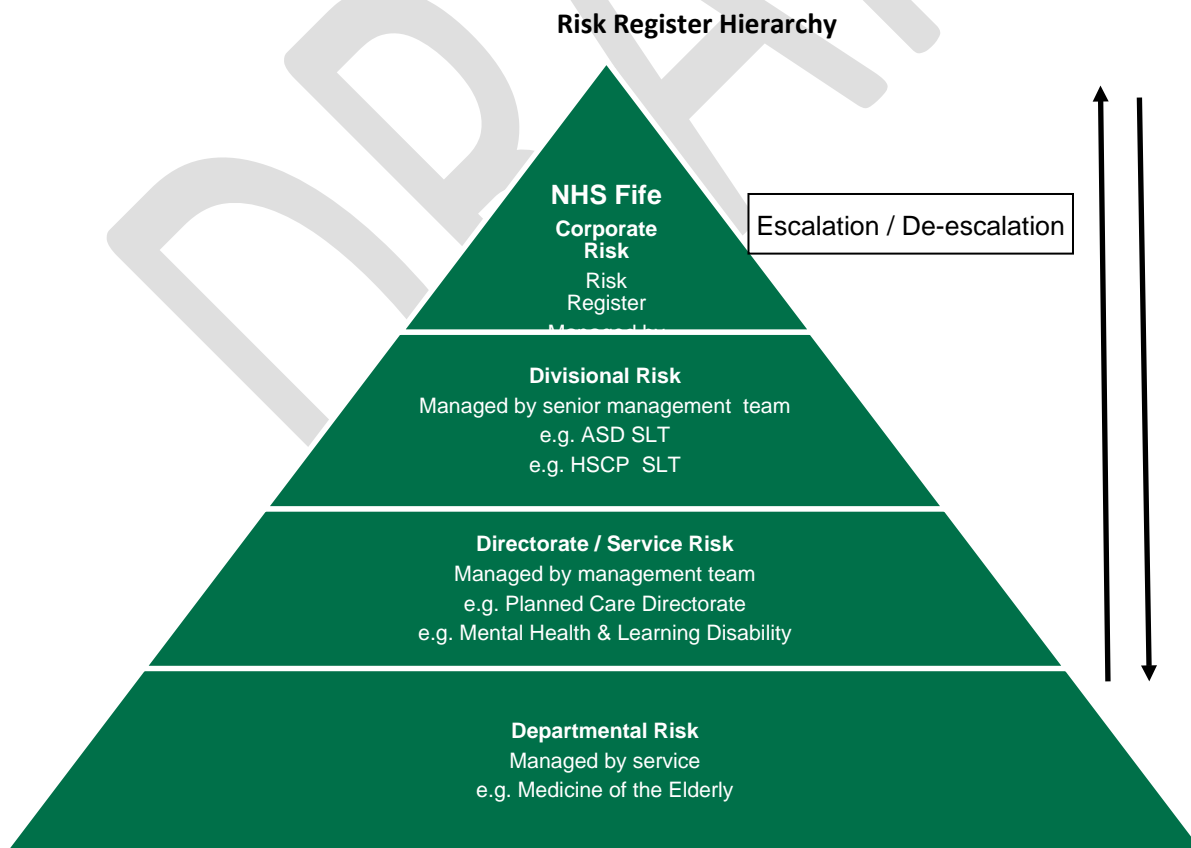 Risk Register Hierarchy
NHS Fife
Corporate
Risk
Risk
Register
Managed by
Escalation / De-escalation
Divisional Risk
Managed by senior management team
e.g. ASD SLT
e.g. HSCP SLT
Directorate / Service Risk
Managed by management team
e.g. Planned Care Directorate
e.g. Mental Health & Learning Disability
Departmental Risk
Managed by service
e.g. Medicine of the Elderly